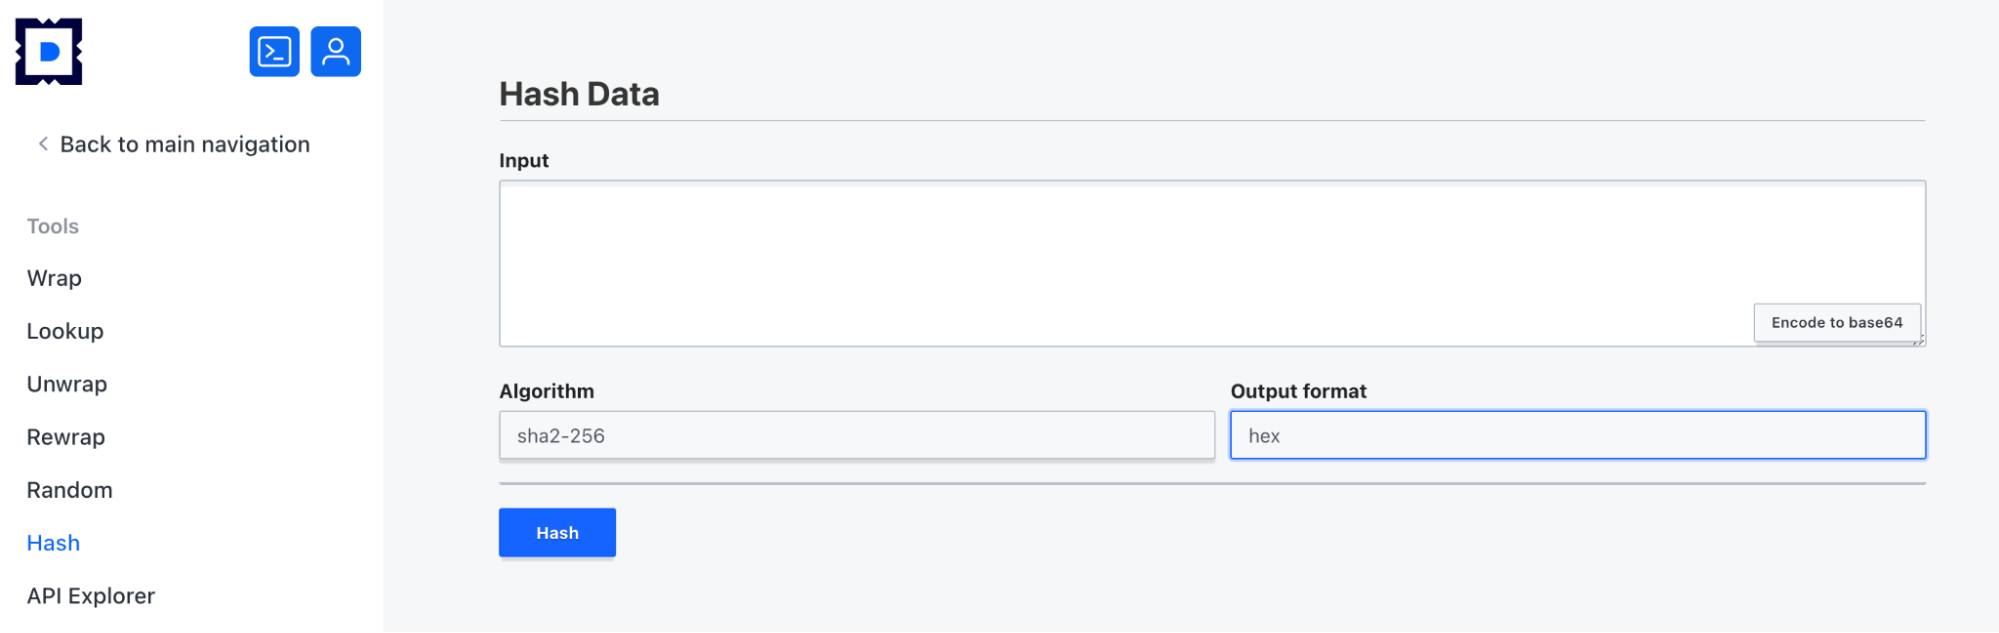 D
Back to main navigation
Tools
Wrap
Lookup
Unwrap
Rewrap
Random
Hash
API Explorer
Hash Data
Input
Encode to base64
Algorithm
Output format
sha2-256
hex
Hash